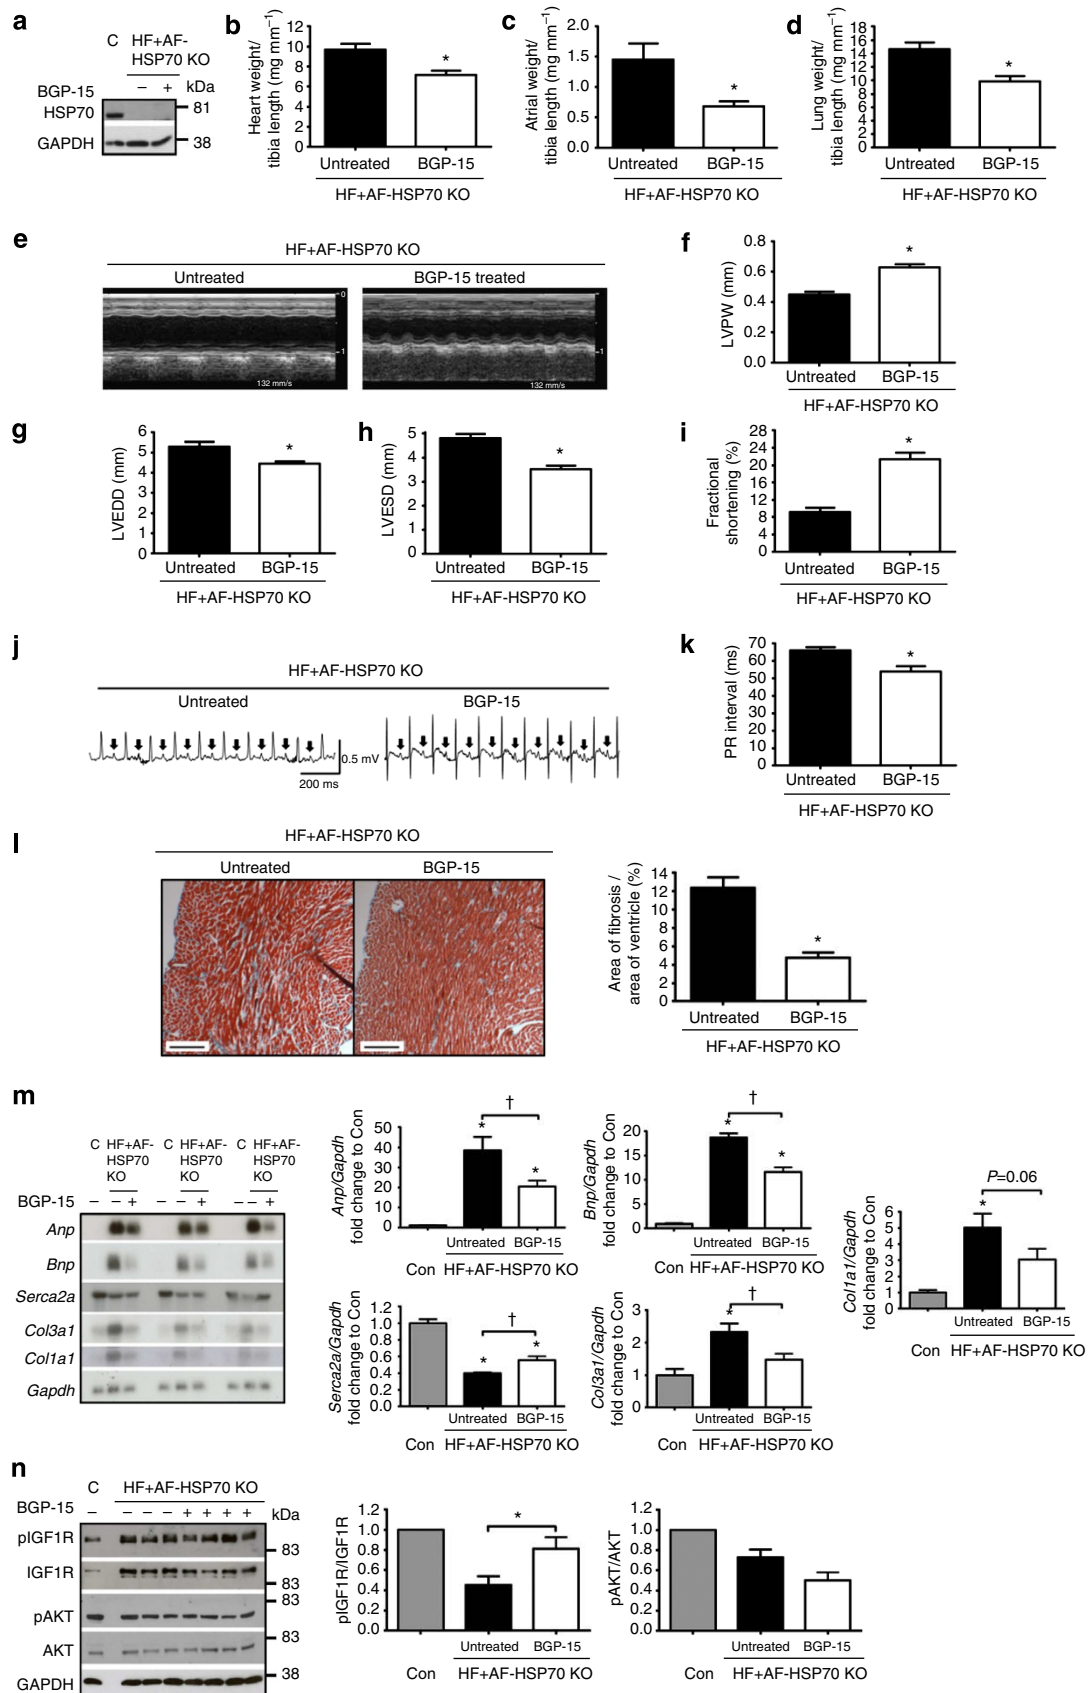 a
C HF+AF-
HSP70 KO
BGP-15 – + kDa
HSP70 81
GAPDH 38
b
Heart weight/
tibia length (mg mm⁻¹)
12
10
8
6
4
2
0
*
Untreated BGP-15
HF+AF-HSP70 KO
c
Atrial weight/
tibia length (mg mm⁻¹)
2.0
1.5
1.0
0.5
0.0
*
Untreated BGP-15
HF+AF-HSP70 KO
d
Lung weight/
tibia length (mg mm⁻¹)
18
16
14
12
10
8
6
4
2
0
*
Untreated BGP-15
HF+AF-HSP70 KO
e
HF+AF-HSP70 KO
Untreated BGP-15 treated
0
1
132 mm/s
0
1
132 mm/s
f
LVPW (mm)
0.8
0.6
0.4
0.2
0.0
*
Untreated BGP-15
HF+AF-HSP70 KO
g
LVEDD (mm)
6
5
4
3
2
1
0
*
Untreated BGP-15
HF+AF-HSP70 KO
h
LVESD (mm)
5
4
3
2
1
0
*
Untreated BGP-15
HF+AF-HSP70 KO
i
Fractional
shortening (%)
28
24
20
16
12
8
4
0
*
Untreated BGP-15
HF+AF-HSP70 KO
j
HF+AF-HSP70 KO
Untreated BGP-15
0.5 mV
200 ms
k
PR interval (ms)
70
60
50
40
30
20
10
0
*
Untreated BGP-15
HF+AF-HSP70 KO
l
HF+AF-HSP70 KO
Untreated BGP-15
Area of fibrosis /
area of ventricle (%)
14
12
10
8
6
4
2
0
*
Untreated BGP-15
HF+AF-HSP70 KO
m
C HF+AF- C HF+AF- C HF+AF-
HSP70 HSP70 HSP70
KO KO KO
BGP-15 – – + – – + – – +
Anp
Bnp
Serca2a
Col3a1
Col1a1
Gapdh
Anp/Gapdh
fold change to Con
50
40
30
20
10
0
* * †
Untreated BGP-15
Con HF+AF-HSP70 KO
Bnp/Gapdh
fold change to Con
20
15
10
5
0
* * †
Untreated BGP-15
Con HF+AF-HSP70 KO
Col1a1/Gapdh
fold change to Con
6
5
4
3
2
1
0
* P=0.06
Untreated BGP-15
Con HF+AF-HSP70 KO
Serca2a/Gapdh
fold change to Con
1.2
1.0
0.8
0.6
0.4
0.2
0.0
* * †
Untreated BGP-15
Con HF+AF-HSP70 KO
Col3a1/Gapdh
fold change to Con
3
2
1
0
* †
Untreated BGP-15
Con HF+AF-HSP70 KO
n
C HF+AF-HSP70 KO
BGP-15 – – – – + + + + kDa
pIGF1R 83
IGF1R 83
pAKT 83
AKT 83
GAPDH 38
pIGF1R/IGF1R
1.2
1.0
0.8
0.6
0.4
0.2
0.0
*
Untreated BGP-15
Con HF+AF-HSP70 KO
pAKT/AKT
1.2
1.0
0.8
0.6
0.4
0.2
0.0
Untreated BGP-15
Con HF+AF-HSP70 KO